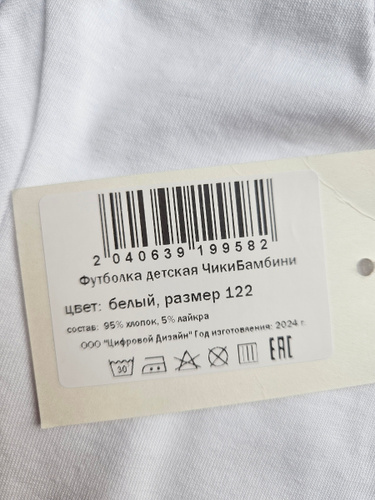 2 040639 199582
Футболка детская ЧикиБамбини
цвет: белый, размер 122
состав: 95% хлопок, 5% лайкра
ООО "Цифровой Дизайн" Год изготовления: 2024 г.
30° EAC